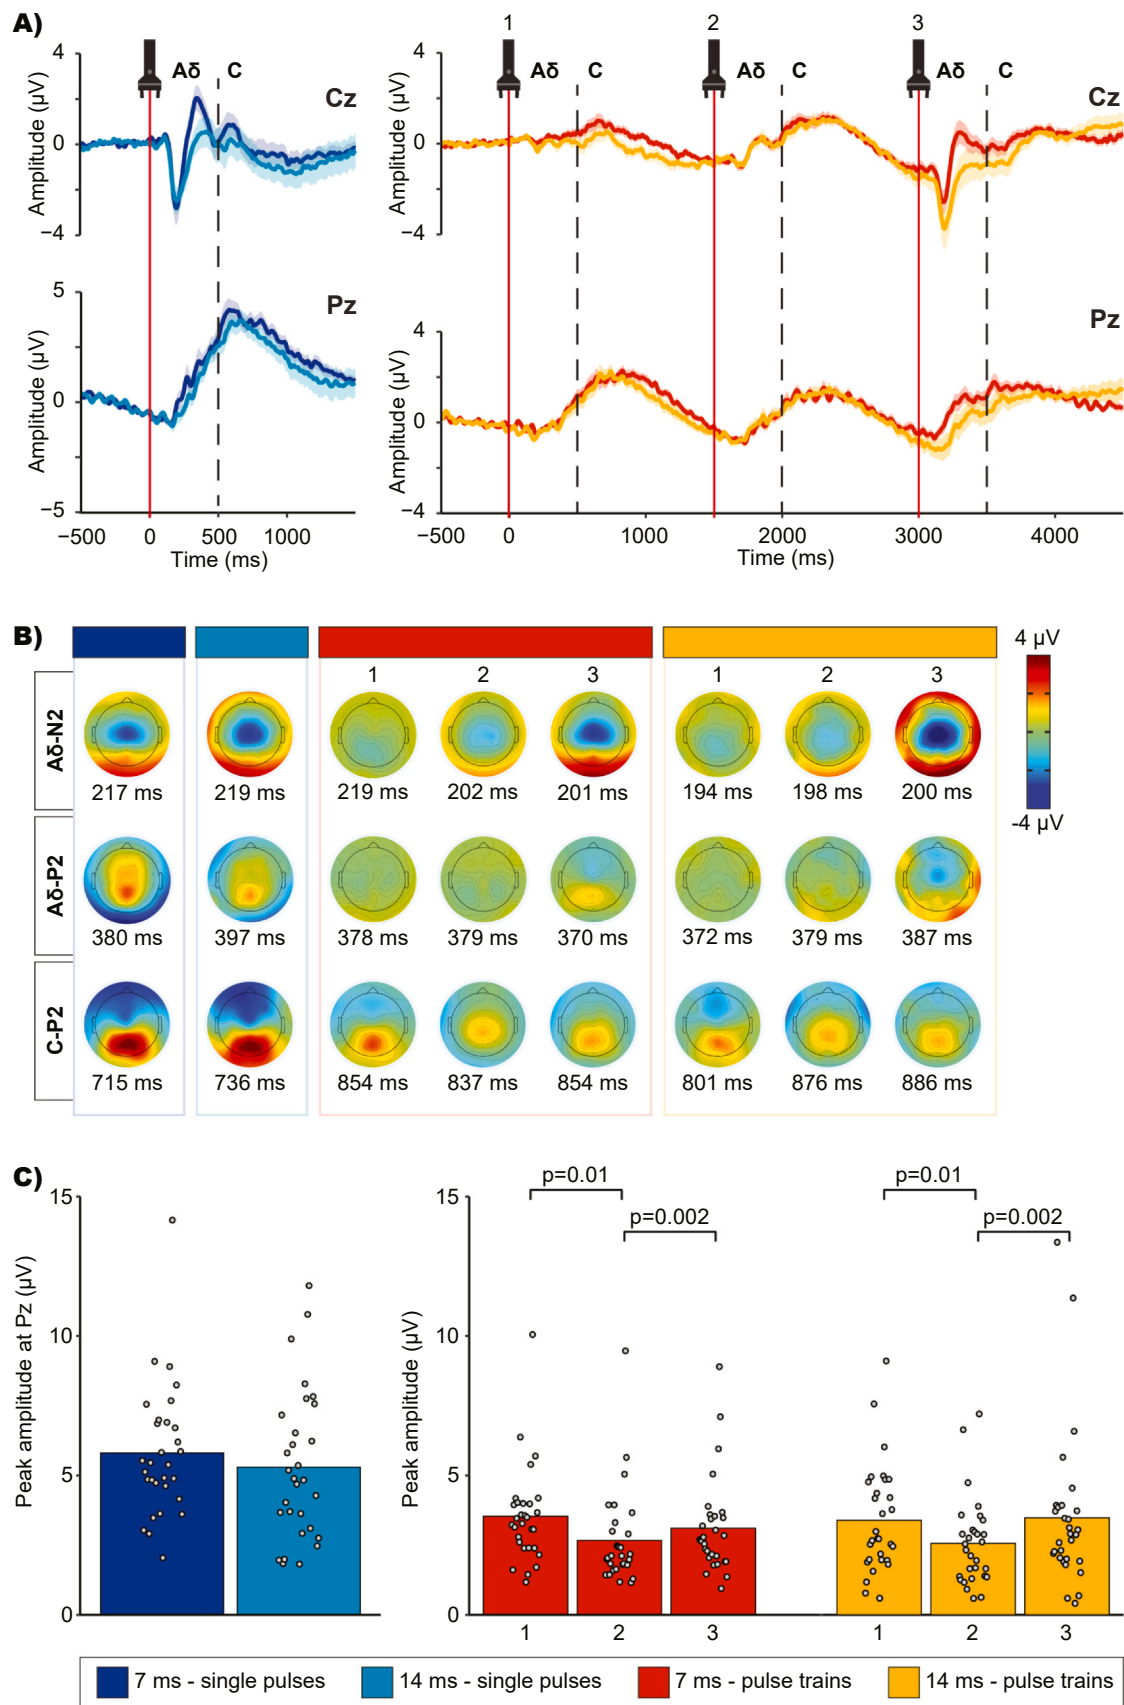 A)
1 2 3
4 Aδ C Cz
4 Aδ C Aδ C Aδ C Cz
Amplitude (µV)
0
−4
Amplitude (µV)
0
−4
5 Pz
4 Pz
Amplitude (µV)
0
−5
Amplitude (µV)
0
−4
−500 0 500 1000
Time (ms)
−500 0 1000 2000 3000 4000
Time (ms)
B)
4 µV
-4 µV
1 2 3 1 2 3
Aδ-N2
217 ms 219 ms 219 ms 202 ms 201 ms 194 ms 198 ms 200 ms
Aδ-P2
380 ms 397 ms 378 ms 379 ms 370 ms 372 ms 379 ms 387 ms
C-P2
715 ms 736 ms 854 ms 837 ms 854 ms 801 ms 876 ms 886 ms
C)
p=0.01 p=0.01
p=0.002 p=0.002
Peak amplitude at Pz (µV)
15
10
5
0
Peak amplitude (µV)
15
10
5
0
1 2 3 1 2 3
7 ms - single pulses 14 ms - single pulses 7 ms - pulse trains 14 ms - pulse trains